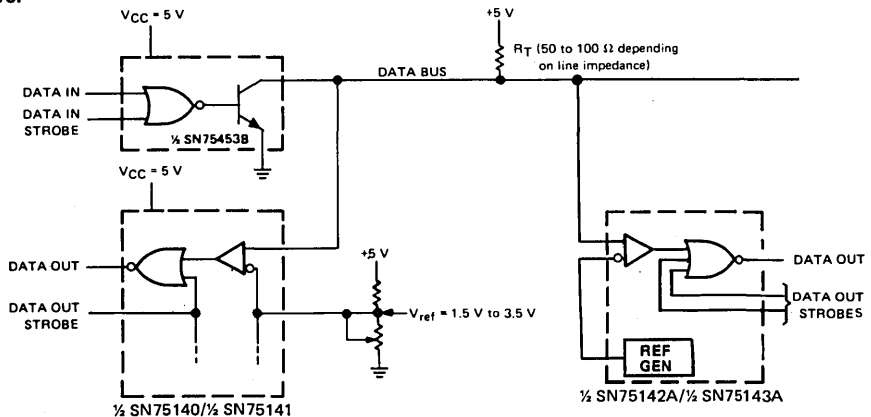 VCC = 5 V
+5 V
RT (50 to 100 Ω depending
on line impedance)
DATA BUS
DATA IN
DATA IN
STROBE
½ SN75453B
VCC = 5 V
+5 V
DATA OUT
DATA OUT
STROBE
Vref = 1.5 V to 3.5 V
DATA OUT
DATA OUT
STROBES
REF
GEN
½ SN75140/½ SN75141
½ SN75142A/½ SN75143A